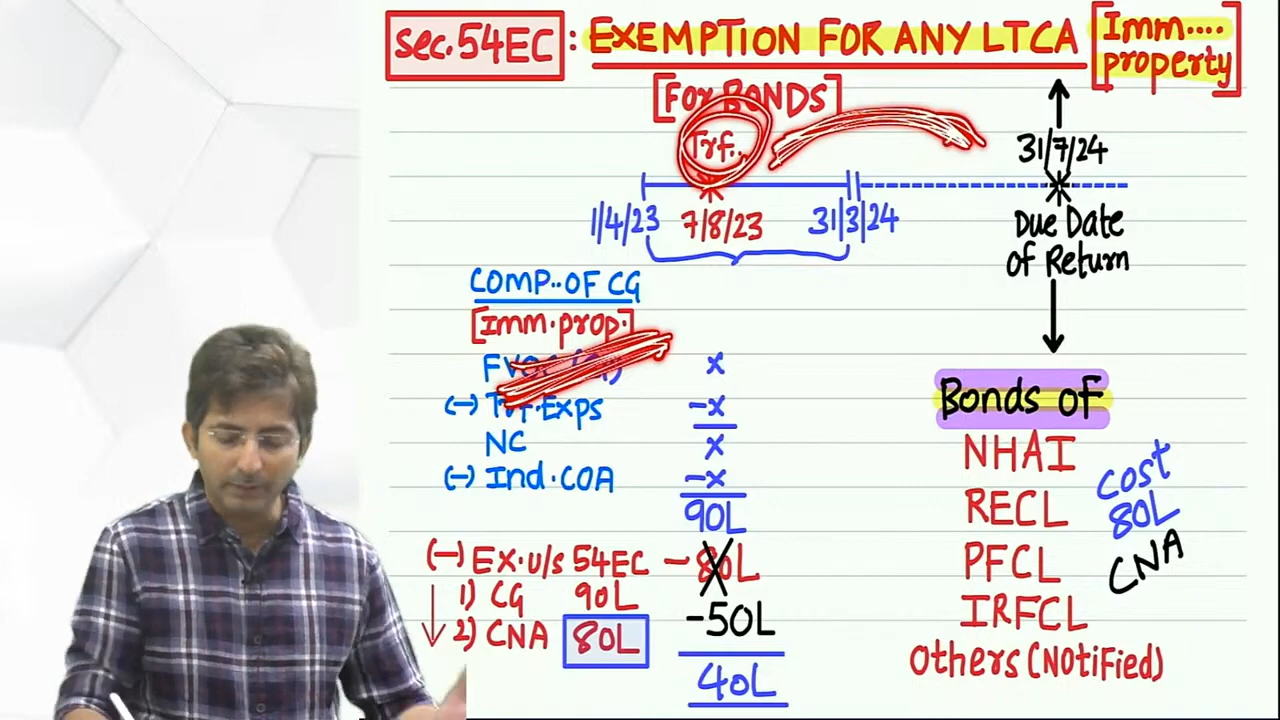 sec.54EC : EXEMPTION FOR ANY LTCA [Imm.... property]
[FOR BONDS]
Trf..
31/7/24
1/4/23 7/8/23 31/3/24
Due Date
of Return
COMP..OF CG
[Imm.prop.]
x
(-) Trf.Exps -x
NC x
(-) Ind.COA -x
90L
(-) Ex.u/s 54EC - 80L
1) CG 90L
-50L
2) CNA 80L
40L
Bonds of
NHAI
RECL
PFCL
IRFCL
Others (Notified)
Cost
80L
CNA